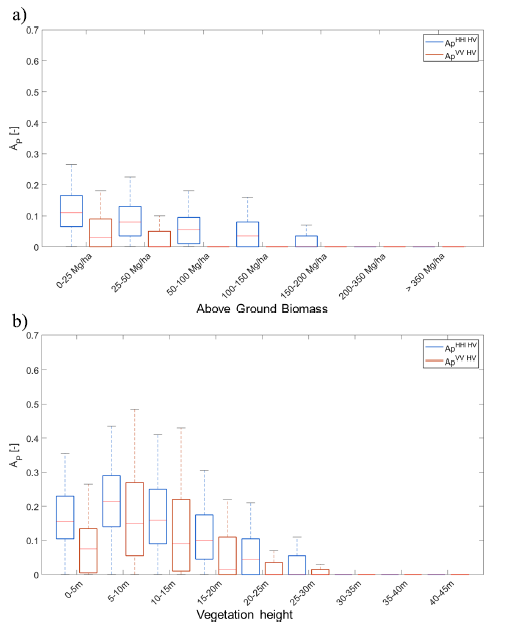 a)
0.7
0.6
0.5
0.4
0.3
0.2
0.1
0
Ap [-]
Ap HH HV
Ap VV HV
0-25 Mg/ha
25-50 Mg/ha
50-100 Mg/ha
100-150 Mg/ha
150-200 Mg/ha
200-350 Mg/ha
> 350 Mg/ha
Above Ground Biomass
b)
0.7
0.6
0.5
0.4
0.3
0.2
0.1
0
Ap [-]
Ap HH HV
Ap VV HV
0-5m
5-10m
10-15m
15-20m
20-25m
25-30m
30-35m
35-40m
40-45m
Vegetation height